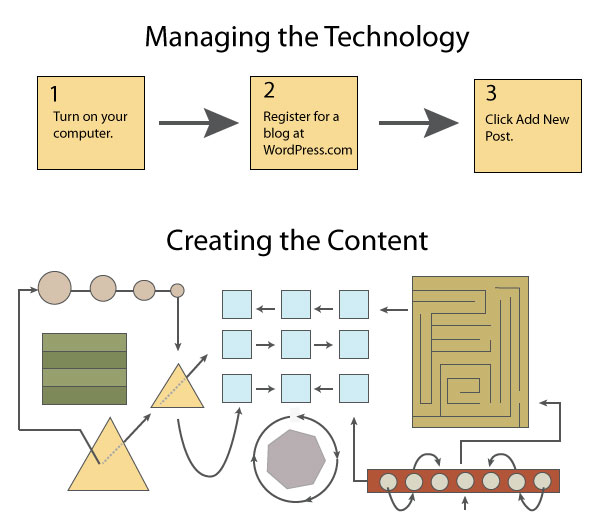 Managing the Technology
1
Turn on your
computer.
2
Register for a
blog at
WordPress.com
3
Click Add New
Post.
Creating the Content